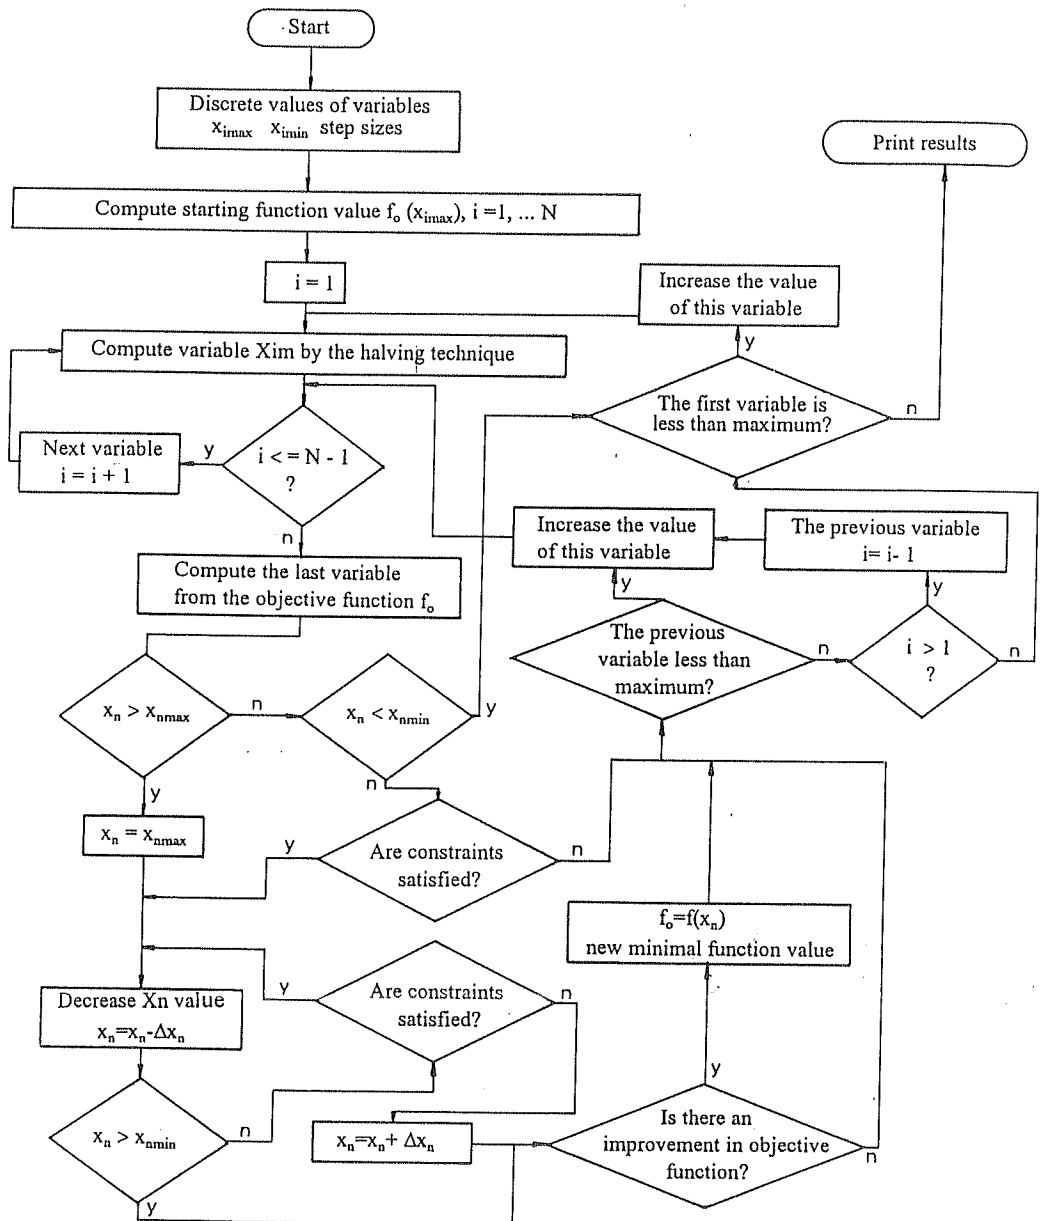 Start
Discrete values of variables
x_imax x_imin step sizes
Print results
Compute starting function value f_o (x_imax), i =1, ... N
i = 1
Increase the value
of this variable
y
Compute variable Xim by the halving technique
The first variable is
less than maximum?
n
Next variable
i = i + 1
y
i < = N - 1
?
n
Increase the value
of this variable
The previous variable
i= i- 1
Compute the last variable
from the objective function f_o
y
y
The previous
variable less than
maximum?
n
i > 1
?
n
x_n > x_nmax
n
x_n < x_nmin
y
y
n
x_n = x_nmax
y
Are constraints
satisfied?
n
f_o=f(x_n)
new minimal function value
Decrease Xn value
x_n=x_n-Δx_n
y
Are constraints
satisfied?
n
y
x_n > x_nmin
n
x_n=x_n+ Δx_n
Is there an
improvement in objective
function?
n
y